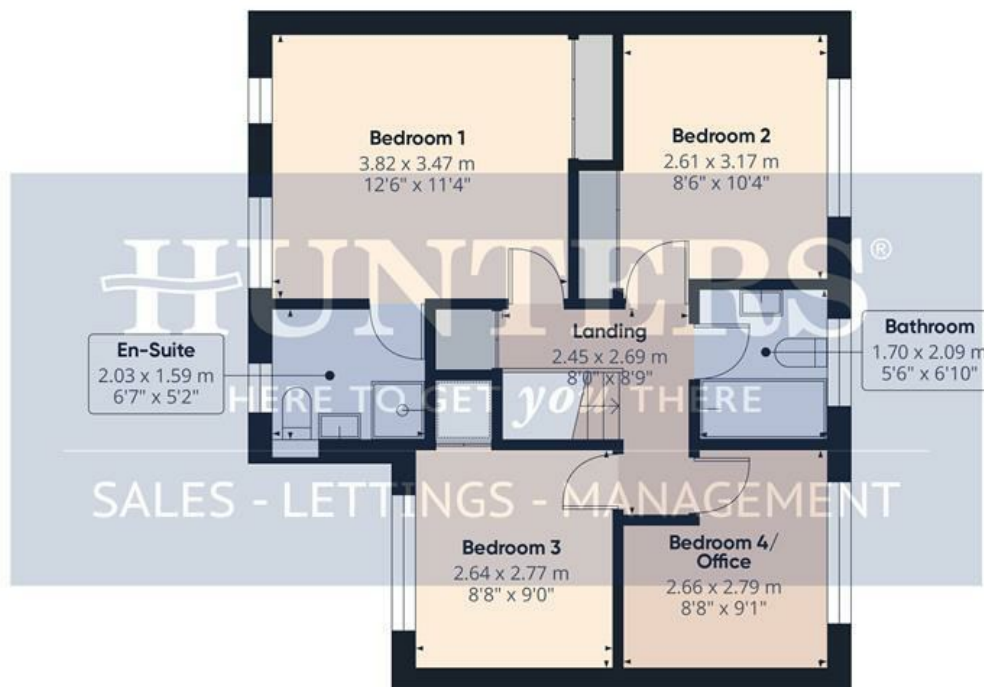 Bedroom 1
3.82 x 3.47 m
12'6" x 11'4"
Bedroom 2
2.61 x 3.17 m
8'6" x 10'4"
HUNTERS®
HERE TO GET you THERE
SALES - LETTINGS - MANAGEMENT
En-Suite
2.03 x 1.59 m
6'7" x 5'2"
Landing
2.45 x 2.69 m
8'0" x 8'9"
Bathroom
1.70 x 2.09 m
5'6" x 6'10"
Bedroom 3
2.64 x 2.77 m
8'8" x 9'0"
Bedroom 4/
Office
2.66 x 2.79 m
8'8" x 9'1"